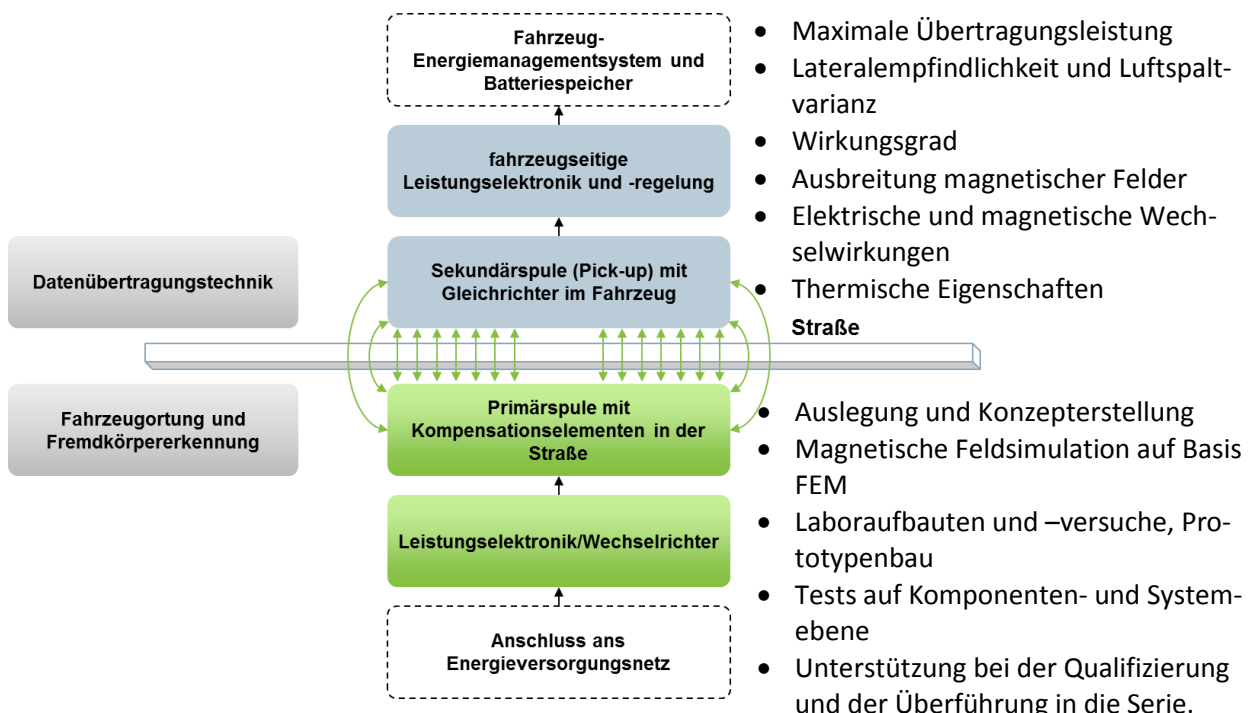 Fahrzeug-
Energiemanagementsystem und
Batteriespeicher
fahrzeugseitige
Leistungselektronik und -regelung
Sekundärspule (Pick-up) mit
Gleichrichter im Fahrzeug
Datenübertragungstechnik
Fahrzeugortung und
Fremdkörpererkennung
Primärspule mit
Kompensationselementen in der
Straße
Leistungselektronik/Wechselrichter
Anschluss ans
Energieversorgungsnetz
• Maximale Übertragungsleistung
• Lateralempfindlichkeit und Luftspalt-
varianz
• Wirkungsgrad
• Ausbreitung magnetischer Felder
• Elektrische und magnetische Wech-
selwirkungen
• Thermische Eigenschaften
Straße
• Auslegung und Konzepterstellung
• Magnetische Feldsimulation auf Basis
FEM
• Laboraufbauten und –versuche, Pro-
totypenbau
• Tests auf Komponenten- und System-
ebene
• Unterstützung bei der Qualifizierung
und der Überführung in die Serie.